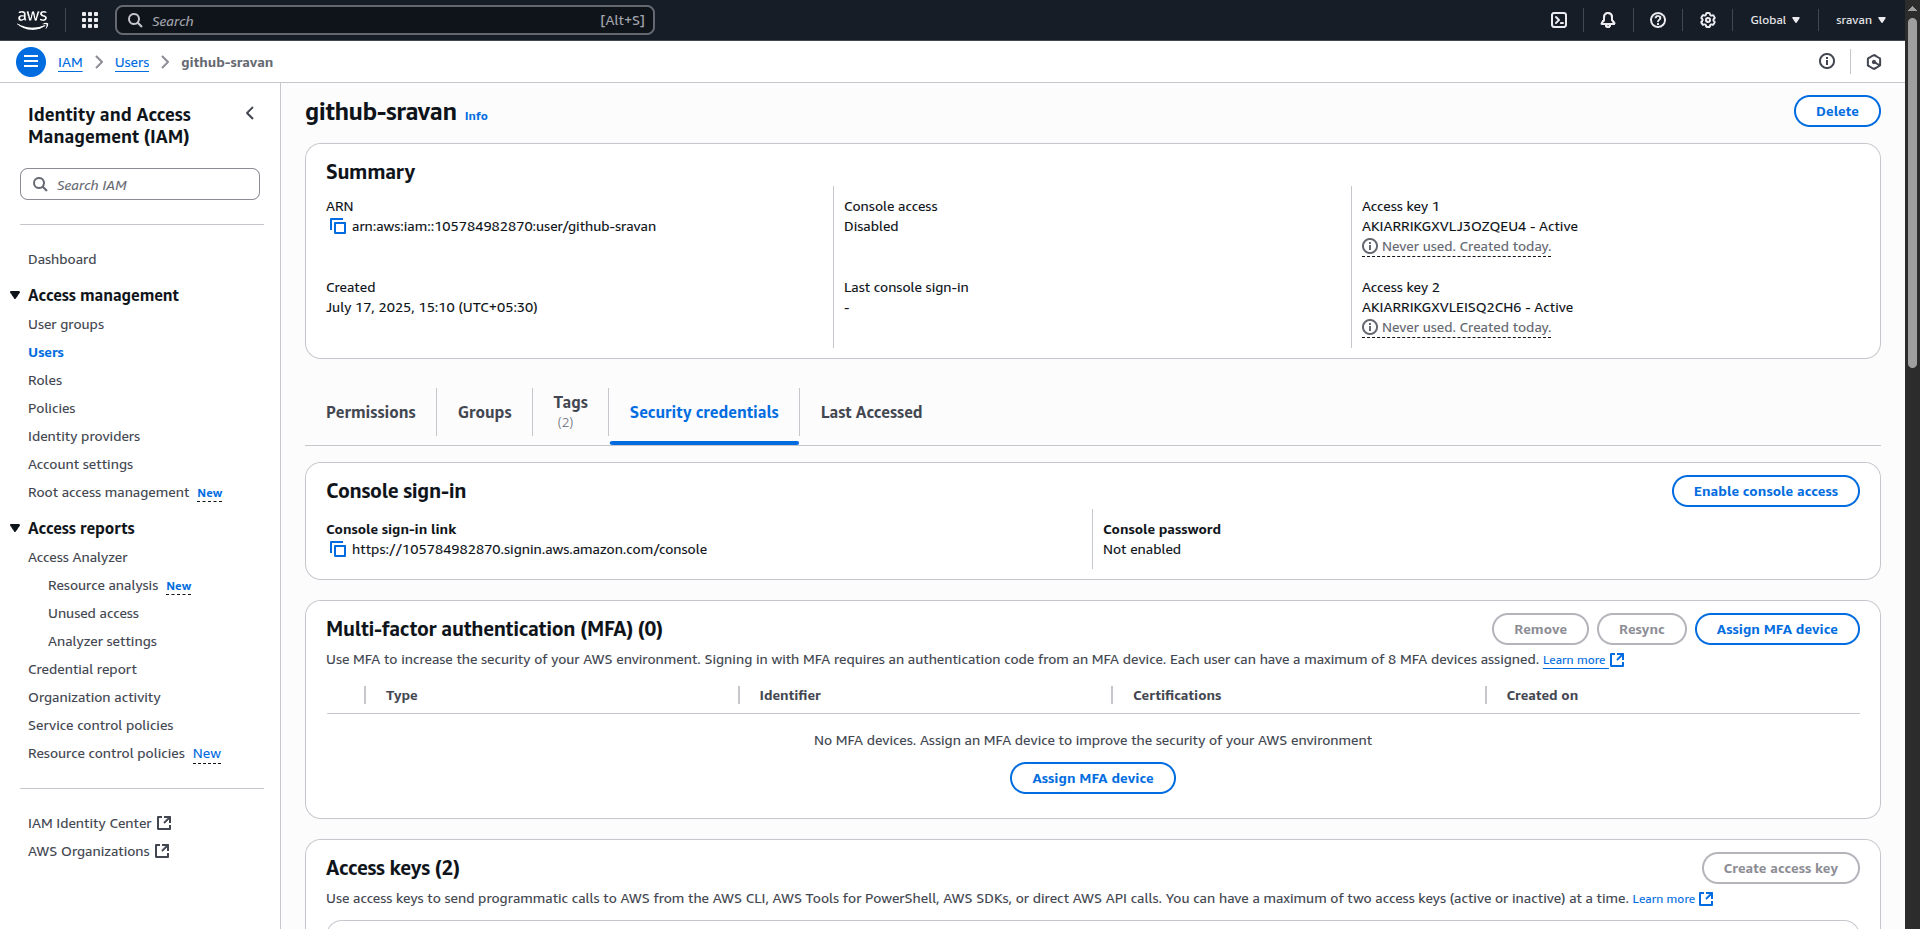 aws
Search [Alt+S]
Global
sravan
IAM
Users
github-sravan
Identity and Access
Management (IAM)
Search IAM
Dashboard
Access management
User groups
Users
Roles
Policies
Identity providers
Account settings
Root access management New
Access reports
Access Analyzer
Resource analysis New
Unused access
Analyzer settings
Credential report
Organization activity
Service control policies
Resource control policies New
IAM Identity Center
AWS Organizations
github-sravan Info
Delete
Summary
ARN
arn:aws:iam::105784982870:user/github-sravan
Console access
Disabled
Access key 1
AKIARRIKGXVLJ3OZQEU4 - Active
Never used. Created today.
Created
July 17, 2025, 15:10 (UTC+05:30)
Last console sign-in
-
Access key 2
AKIARRIKGXVLEISQ2CH6 - Active
Never used. Created today.
Permissions
Groups
Tags
(2)
Security credentials
Last Accessed
Console sign-in
Enable console access
Console sign-in link
https://105784982870.signin.aws.amazon.com/console
Console password
Not enabled
Multi-factor authentication (MFA) (0)
Remove
Resync
Assign MFA device
Use MFA to increase the security of your AWS environment. Signing in with MFA requires an authentication code from an MFA device. Each user can have a maximum of 8 MFA devices assigned. Learn more
Type
Identifier
Certifications
Created on
No MFA devices. Assign an MFA device to improve the security of your AWS environment
Assign MFA device
Access keys (2)
Create access key
Use access keys to send programmatic calls to AWS from the AWS CLI, AWS Tools for PowerShell, AWS SDKs, or direct AWS API calls. You can have a maximum of two access keys (active or inactive) at a time. Learn more